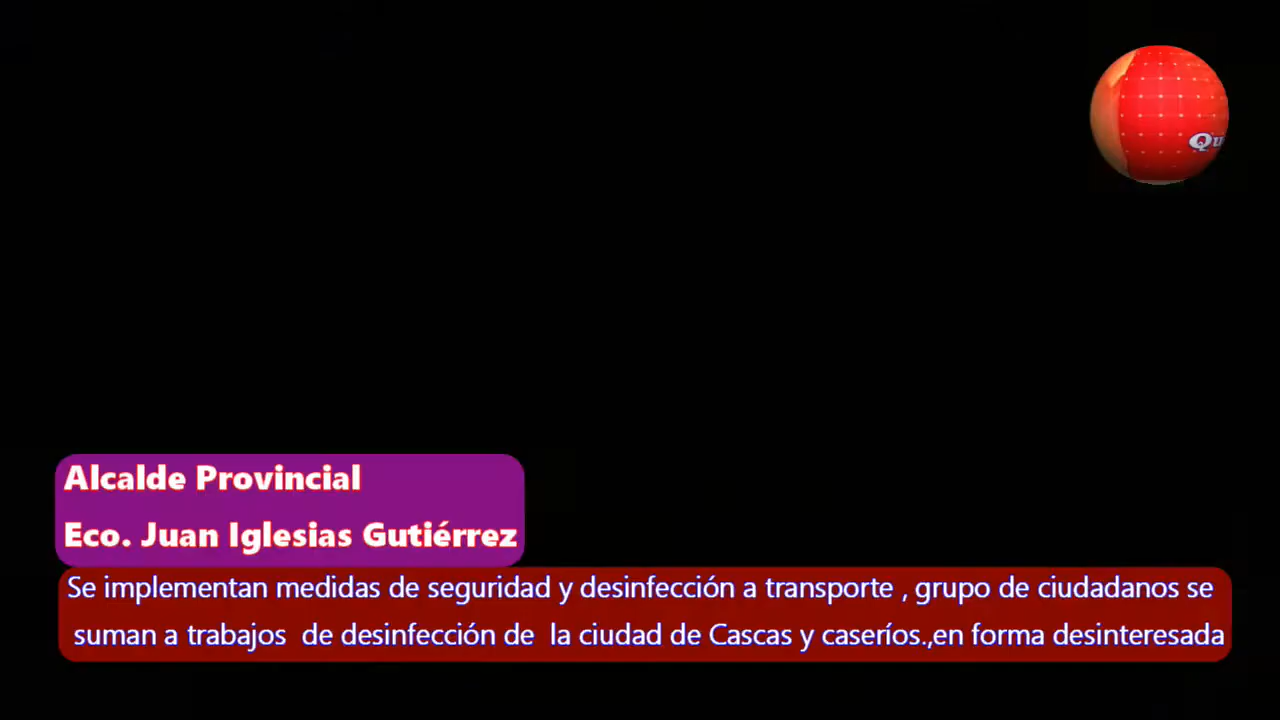 Qu
Alcalde Provincial
Eco. Juan Iglesias Gutiérrez
Se implementan medidas de seguridad y desinfección a transporte , grupo de ciudadanos se
suman a trabajos  de desinfección de  la ciudad de Cascas y caseríos.,en forma desinteresada